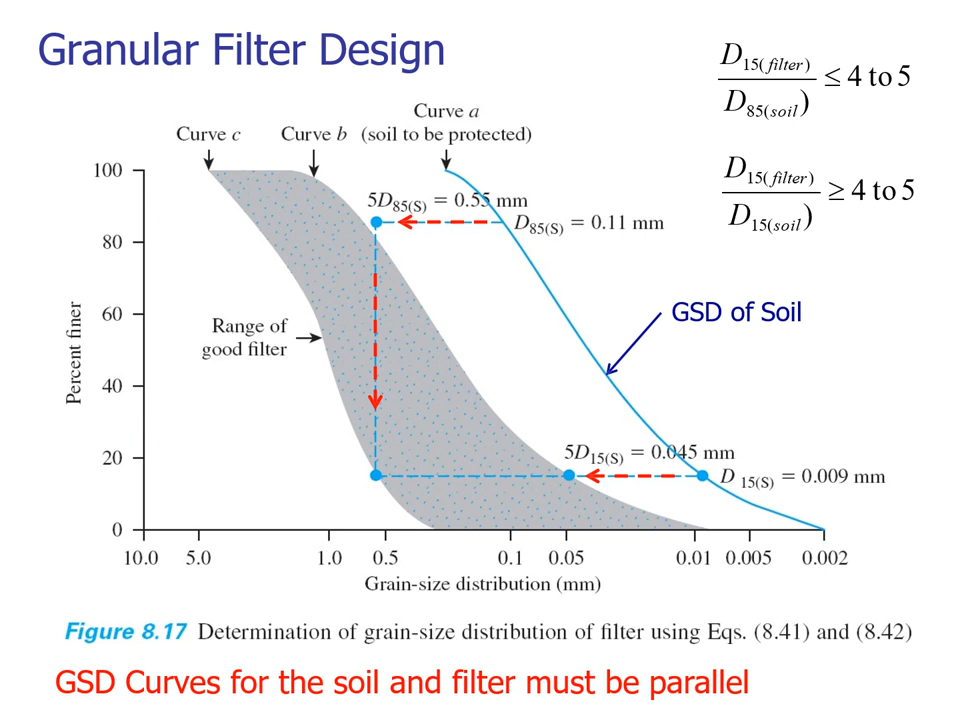 Granular Filter Design
D15( filter) / D85(soil) ) ≤ 4 to 5
D15( filter) / D15(soil) ) ≥ 4 to 5
Curve c
Curve b
Curve a
(soil to be protected)
100
80
60
40
20
0
Percent finer
5D85(S) = 0.55 mm
D85(S) = 0.11 mm
GSD of Soil
Range of
good filter
5D15(S) = 0.045 mm
D 15(S) = 0.009 mm
10.0 5.0 1.0 0.5 0.1 0.05 0.01 0.005 0.002
Grain-size distribution (mm)
Figure 8.17 Determination of grain-size distribution of filter using Eqs. (8.41) and (8.42)
GSD Curves for the soil and filter must be parallel